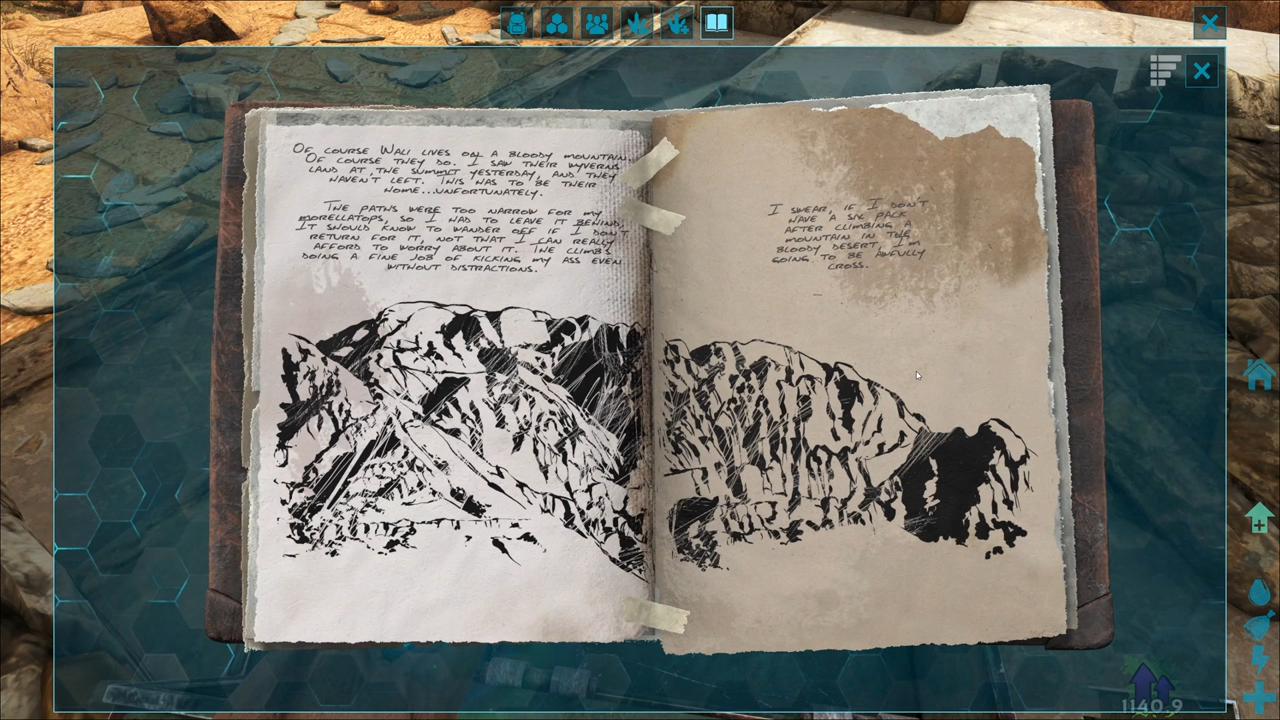 Of course Wali lives on a bloody mountain.
Of course they do. I saw their wyverns
land at the summit yesterday, and they
haven't left. This has to be their
home...unfortunately.
The paths were too narrow for my
morellatops, so I had to leave it behind.
It should know to wander off if I don't
return for it, not that I can really
afford to worry about it. The climb's
doing a fine job of kicking my ass even
without distractions.
I swear, if I don't
have a six pack
after climbing a
mountain in the
bloody desert, I'm
going to be awfully
cross.
1140.9